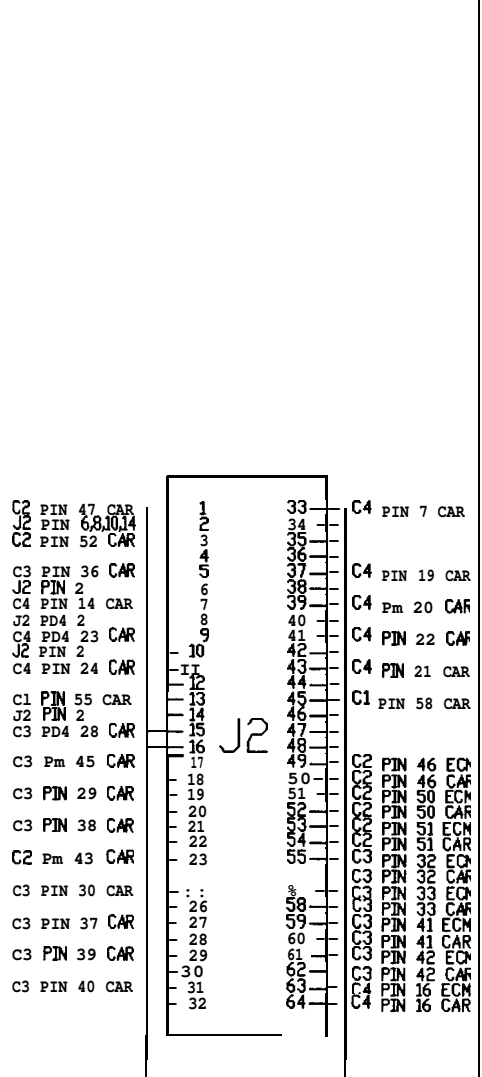 C2 PIN 47 CAR 1 33 C4 PIN 7 CAR
J2 PIN 6,8,10,14 2 34
C2 PIN 52 CAR 3 35
4 36
C3 PIN 36 CAR 5 37 C4 PIN 19 CAR
J2 PIN 2 6 38
C4 PIN 14 CAR 7 39 C4 Pm 20 CAR
J2 PD4 2 8 40
C4 PD4 23 CAR 9 41 C4 PIN 22 CAR
J2 PIN 2 10 42
C4 PIN 24 CAR II 43 C4 PIN 21 CAR
12 44
C1 PIN 55 CAR 13 45 C1 PIN 58 CAR
J2 PIN 2 14 46
C3 PD4 28 CAR 15 47
J2
16 48
C3 Pm 45 CAR 17 49 C2 PIN 46 ECM
18 50 C2 PIN 46 CAR
C3 PIN 29 CAR 19 51 C2 PIN 50 ECM
20 52 C2 PIN 50 CAR
C3 PIN 38 CAR 21 53 C2 PIN 51 ECM
22 54 C2 PIN 51 CAR
C2 Pm 43 CAR 23 55 C3 PIN 32 ECM
C3 PIN 32 CAR
C3 PIN 30 CAR : : % C3 PIN 33 ECM
26 58 C3 PIN 33 CAR
C3 PIN 37 CAR 27 59 C3 PIN 41 ECM
28 60 C3 PIN 41 CAR
C3 PIN 39 CAR 29 61 C3 PIN 42 ECM
30 62 C3 PIN 42 CAR
C3 PIN 40 CAR 31 63 C4 PIN 16 ECM
32 64 C4 PIN 16 CAR